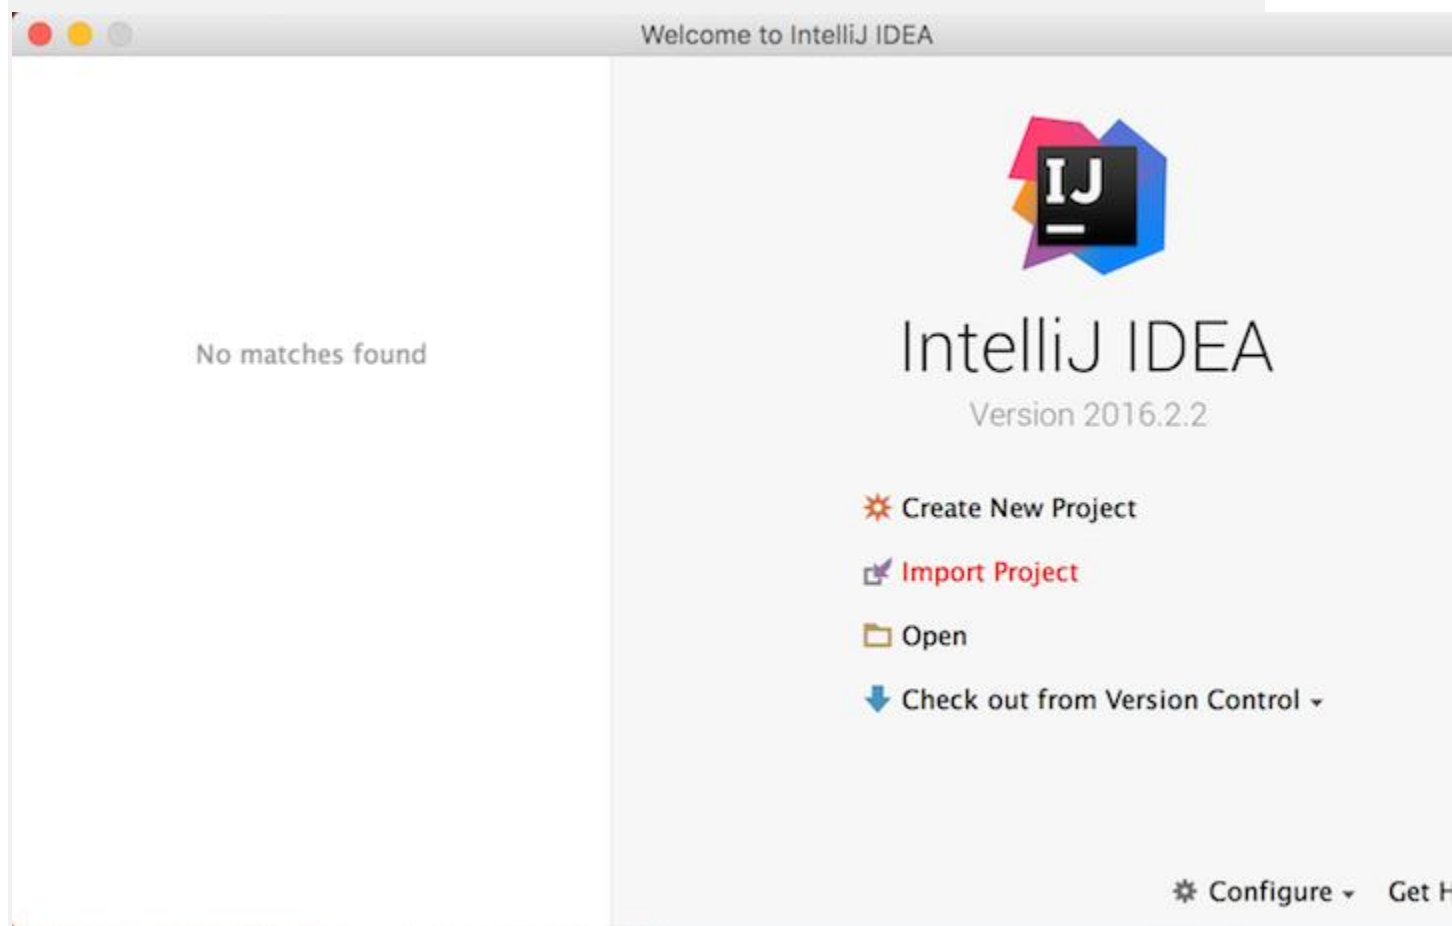 Welcome to IntelliJ IDEA
IJ
No matches found
IntelliJ IDEA
Version 2016.2.2
Create New Project
Import Project
Open
Check out from Version Control
Configure
Get H